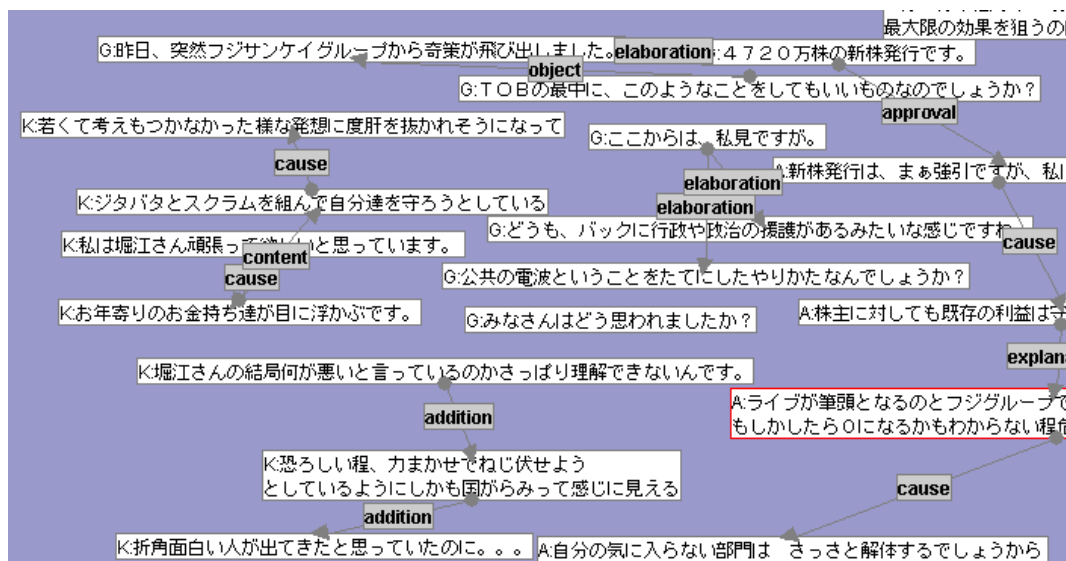 最大限の効果を狙うの
G:昨日、突然フジサンケイグループから奇策が飛び出しました。
elaboration
:４７２０万株の新株発行です。
object
G:ＴＯＢの最中に、このようなことをしてもいいものなのでしょうか？
approval
K:若くて考えもつかなかった様な発想に度肝を抜かれそうになって
G:ここからは、私見ですが。
cause
A:新株発行は、まぁ強引ですが、私は
elaboration
K:ジタバタとスクラムを組んで自分達を守ろうとしている
elaboration
G:どうも、バックに行政や政治の援護があるみたいな感じですね
K:私は堀江さん頑張って欲しいと思っています。
cause
content
cause
G:公共の電波ということをたてにしたやりかたなんでしょうか？
K:お年寄りのお金持ち達が目に浮かぶです。
G:みなさんはどう思われましたか？
A:株主に対しても既存の利益は守
explana
K:堀江さんの結局何が悪いと言っているのかさっぱり理解できないんです。
addition
A:ライブが筆頭となるのとフジグループで
もしかしたら０になるかもわからない程危
K:恐ろしい程、力まかせでねじ伏せよう
としているようにしかも国がらみって感じに見える
cause
addition
K:折角面白い人が出てきたと思っていたのに。。。
A:自分の気に入らない部門は　さっさと解体するでしょうから